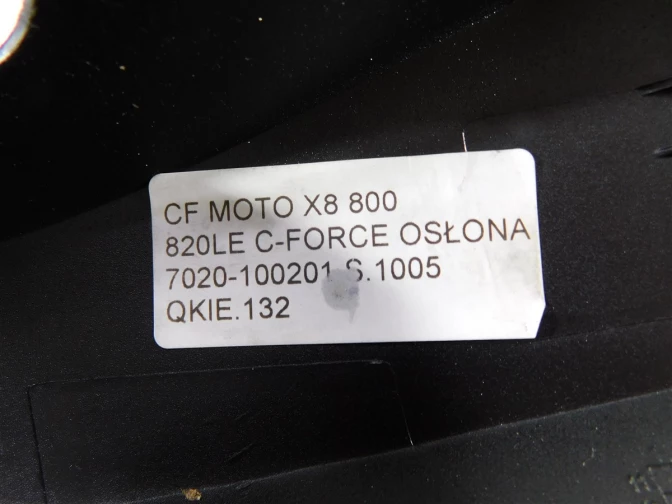 CF MOTO X8 800
820LE C-FORCE OSŁONA
7020-100201 S.1005
QKIE.132